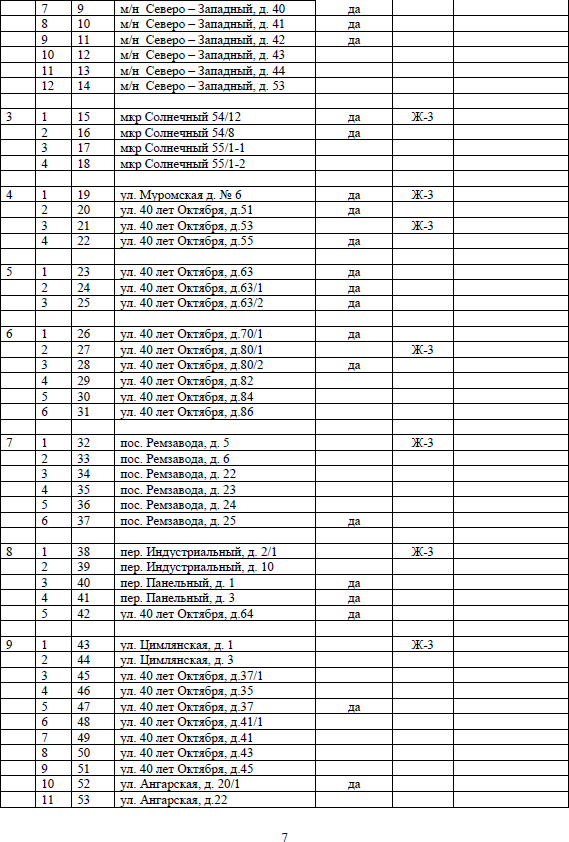 7 9 м/н Северо – Западный, д. 40 да
8 10 м/н Северо – Западный, д. 41 да
9 11 м/н Северо – Западный, д. 42 да
10 12 м/н Северо – Западный, д. 43
11 13 м/н Северо – Западный, д. 44
12 14 м/н Северо – Западный, д. 53
3 1 15 мкр Солнечный 54/12 да Ж-3
2 16 мкр Солнечный 54/8 да
3 17 мкр Солнечный 55/1-1
4 18 мкр Солнечный 55/1-2
4 1 19 ул. Муромская д. № 6 да Ж-3
2 20 ул. 40 лет Октября, д.51 да
3 21 ул. 40 лет Октября, д.53 Ж-3
4 22 ул. 40 лет Октября, д.55 да
5 1 23 ул. 40 лет Октября, д.63 да
2 24 ул. 40 лет Октября, д.63/1 да
3 25 ул. 40 лет Октября, д.63/2 да
6 1 26 ул. 40 лет Октября, д.70/1 да
2 27 ул. 40 лет Октября, д.80/1 Ж-3
3 28 ул. 40 лет Октября, д.80/2 да
4 29 ул. 40 лет Октября, д.82
5 30 ул. 40 лет Октября, д.84
6 31 ул. 40 лет Октября, д.86
7 1 32 пос. Ремзавода, д. 5 Ж-3
2 33 пос. Ремзавода, д. 6
3 34 пос. Ремзавода, д. 22
4 35 пос. Ремзавода, д. 23
5 36 пос. Ремзавода, д. 24
6 37 пос. Ремзавода, д. 25 да
8 1 38 пер. Индустриальный, д. 2/1 Ж-3
2 39 пер. Индустриальный, д. 10
3 40 пер. Панельный, д. 1 да
4 41 пер. Панельный, д. 3 да
5 42 ул. 40 лет Октября, д.64 да
9 1 43 ул. Цимлянская, д. 1 Ж-3
2 44 ул. Цимлянская, д. 3
3 45 ул. 40 лет Октября, д.37/1
4 46 ул. 40 лет Октября, д.35
5 47 ул. 40 лет Октября, д.37 да
6 48 ул. 40 лет Октября, д.41/1
7 49 ул. 40 лет Октября, д.41
8 50 ул. 40 лет Октября, д.43
9 51 ул. 40 лет Октября, д.45
10 52 ул. Ангарская, д. 20/1 да
11 53 ул. Ангарская, д.22
7